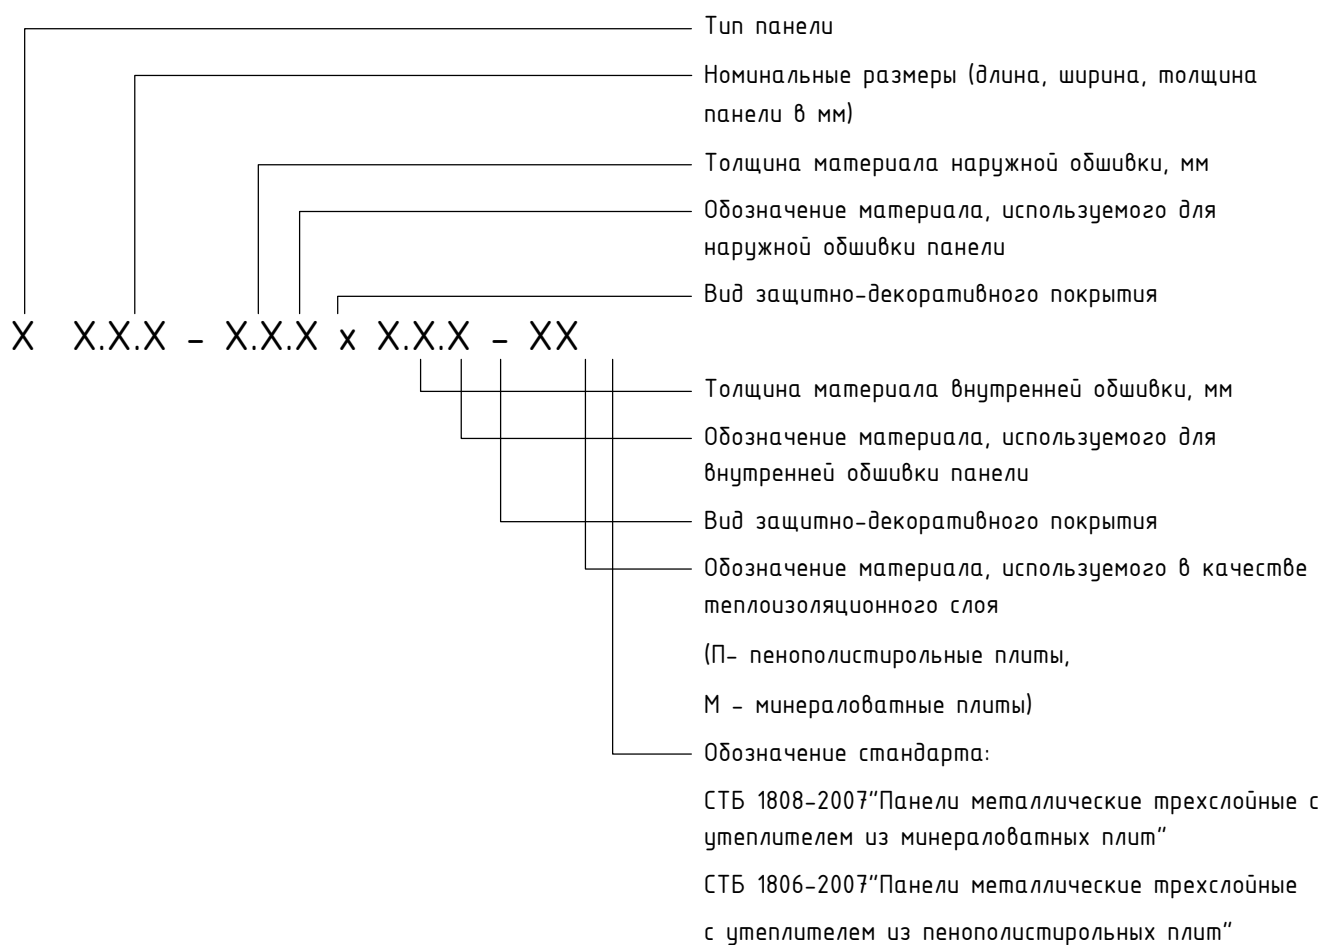 Тип панели
Номинальные размеры (длина, ширина, толщина
панели в мм)
Толщина материала наружной обшивки, мм
Обозначение материала, используемого для
наружной обшивки панели
Вид защитно-декоративного покрытия
X X.X.X - X.X.X x X.X.X - XX
Толщина материала внутренней обшивки, мм
Обозначение материала, используемого для
внутренней обшивки панели
Вид защитно-декоративного покрытия
Обозначение материала, используемого в качестве
теплоизоляционного слоя
(П- пенополистирольные плиты,
М - минераловатные плиты)
Обозначение стандарта:
СТБ 1808-2007"Панели металлические трехслойные с
утеплителем из минераловатных плит"
СТБ 1806-2007"Панели металлические трехслойные
с утеплителем из пенополистирольных плит"